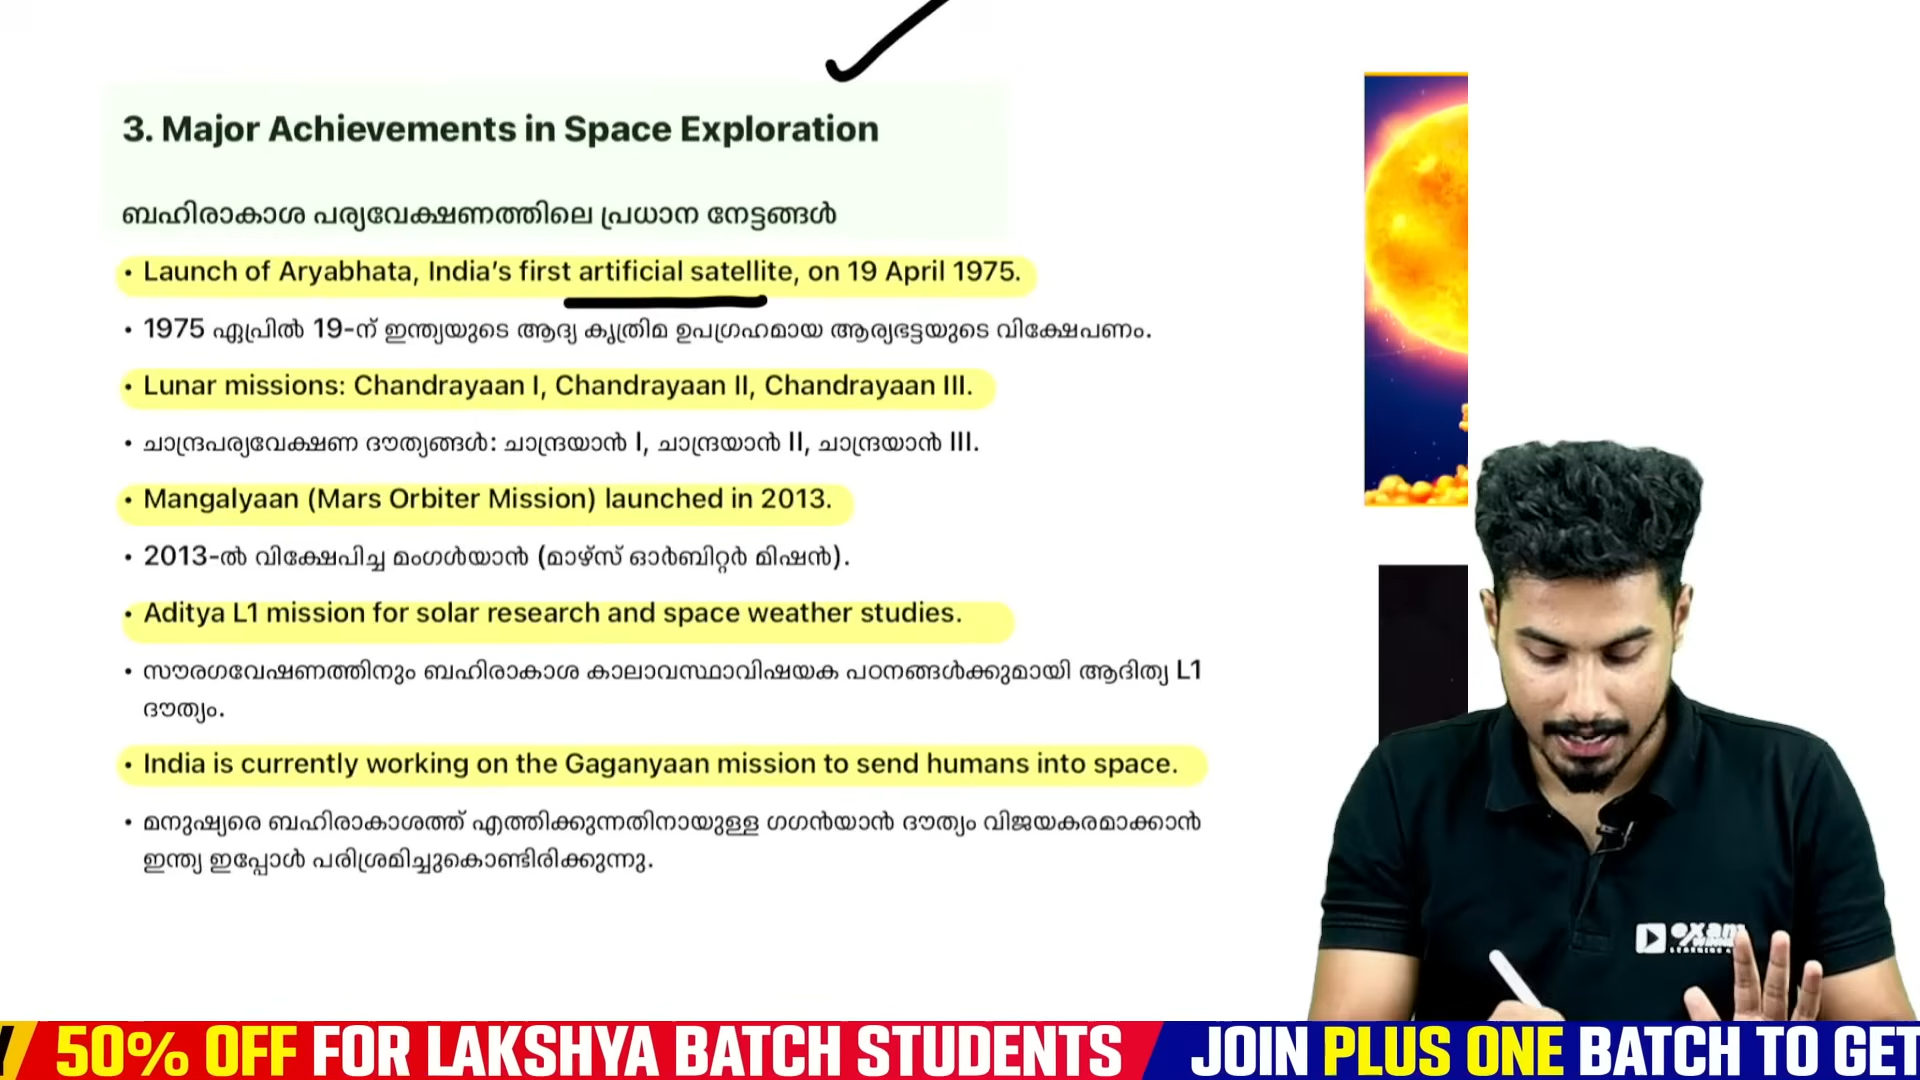 3. Major Achievements in Space Exploration
ബഹിരാകാശ പര്യവേക്ഷണത്തിലെ പ്രധാന നേട്ടങ്ങൾ
• Launch of Aryabhata, India's first artificial satellite, on 19 April 1975.
• 1975 ഏപ്രിൽ 19-ന് ഇന്ത്യയുടെ ആദ്യ കൃത്രിമ ഉപഗ്രഹമായ ആര്യഭട്ടയുടെ വിക്ഷേപണം.
• Lunar missions: Chandrayaan I, Chandrayaan II, Chandrayaan III.
• ചാന്ദ്രപര്യവേക്ഷണ ദൗത്യങ്ങൾ: ചാന്ദ്രയാൻ I, ചാന്ദ്രയാൻ II, ചാന്ദ്രയാൻ III.
• Mangalyaan (Mars Orbiter Mission) launched in 2013.
• 2013-ൽ വിക്ഷേപിച്ച മംഗൾയാൻ (മാഴ്സ് ഓർബിറ്റർ മിഷൻ).
• Aditya L1 mission for solar research and space weather studies.
• സൗരഗവേഷണത്തിനും ബഹിരാകാശ കാലാവസ്ഥാവിഷയക പഠനങ്ങൾക്കുമായി ആദിത്യ L1
ദൗത്യം.
• India is currently working on the Gaganyaan mission to send humans into space.
• മനുഷ്യരെ ബഹിരാകാശത്ത് എത്തിക്കുന്നതിനായുള്ള ഗഗൻയാൻ ദൗത്യം വിജയകരമാക്കാൻ
ഇന്ത്യ ഇപ്പോൾ പരിശ്രമിച്ചുകൊണ്ടിരിക്കുന്നു.
exam
50% OFF FOR LAKSHYA BATCH STUDENTS
JOIN PLUS ONE BATCH TO GET